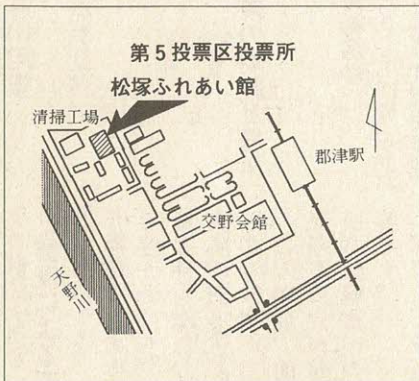 第5投票区投票所
松塚ふれあい館
清掃工場
郡津駅
交野会館
天野川